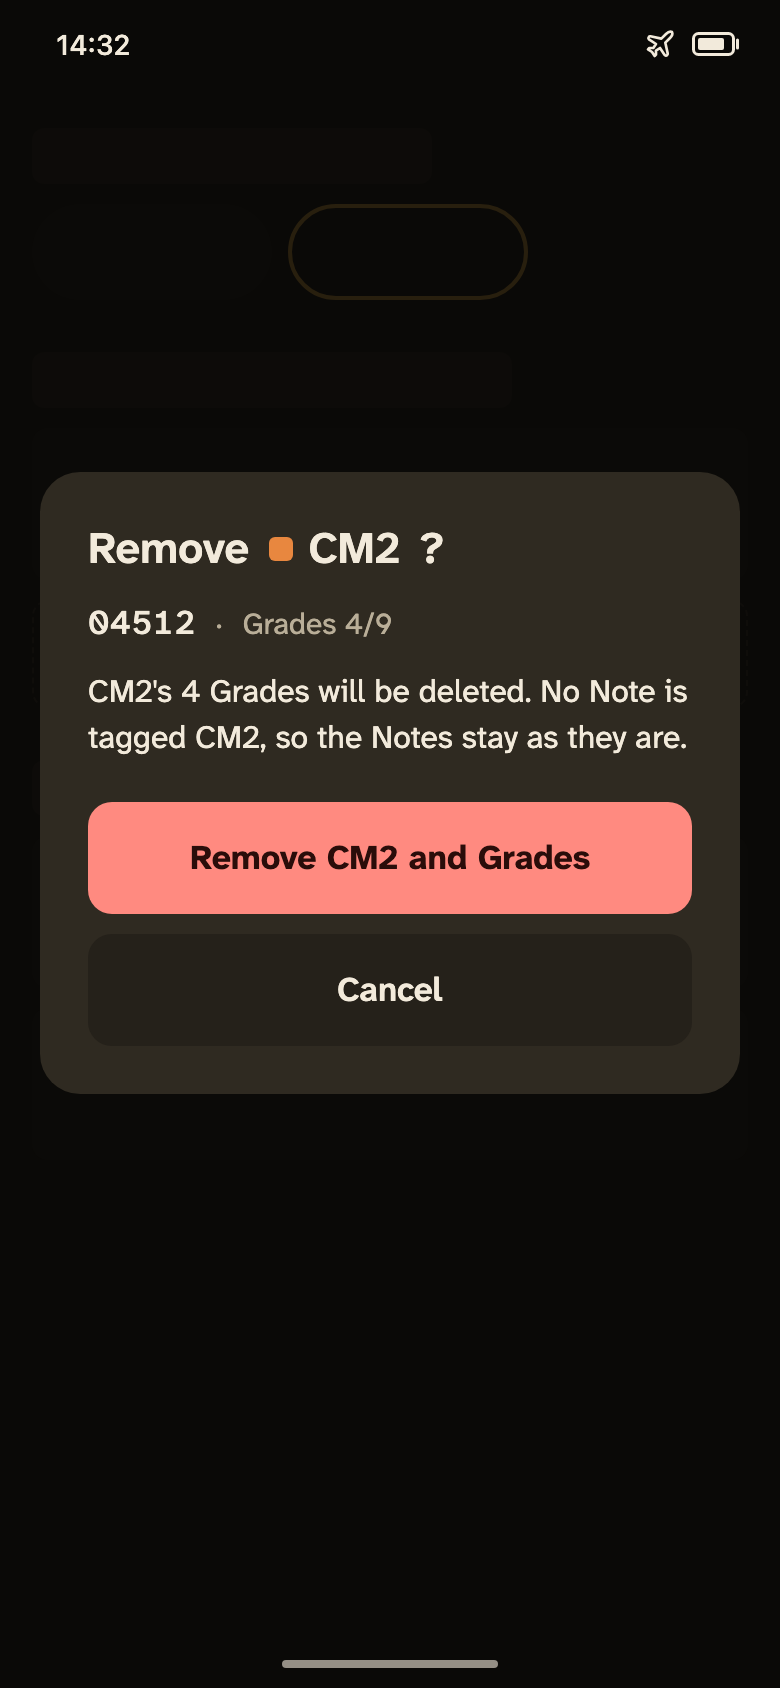 14:32
Remove CM2 ?
04512 · Grades 4/9
CM2's 4 Grades will be deleted. No Note is
tagged CM2, so the Notes stay as they are.
Remove CM2 and Grades
Cancel